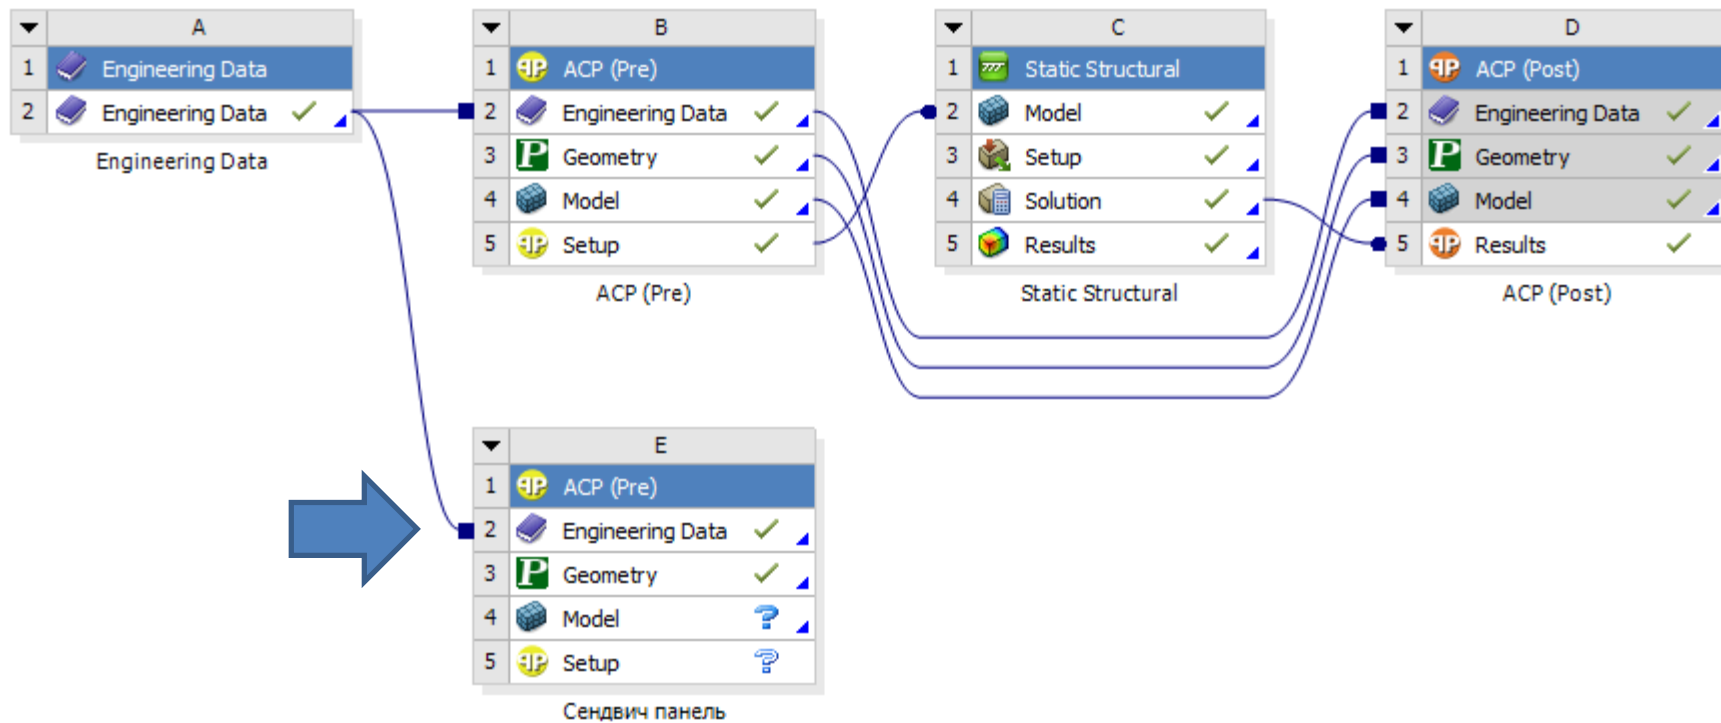 A
1 Engineering Data
2 Engineering Data
Engineering Data
B
1 ACP (Pre)
2 Engineering Data
3 P Geometry
4 Model
5 Setup
ACP (Pre)
C
1 Static Structural
2 Model
3 Setup
4 Solution
5 Results
Static Structural
D
1 ACP (Post)
2 Engineering Data
3 P Geometry
4 Model
5 Results
ACP (Post)
E
1 ACP (Pre)
2 Engineering Data
3 P Geometry
4 Model ?
5 Setup ?
Сендвич панель